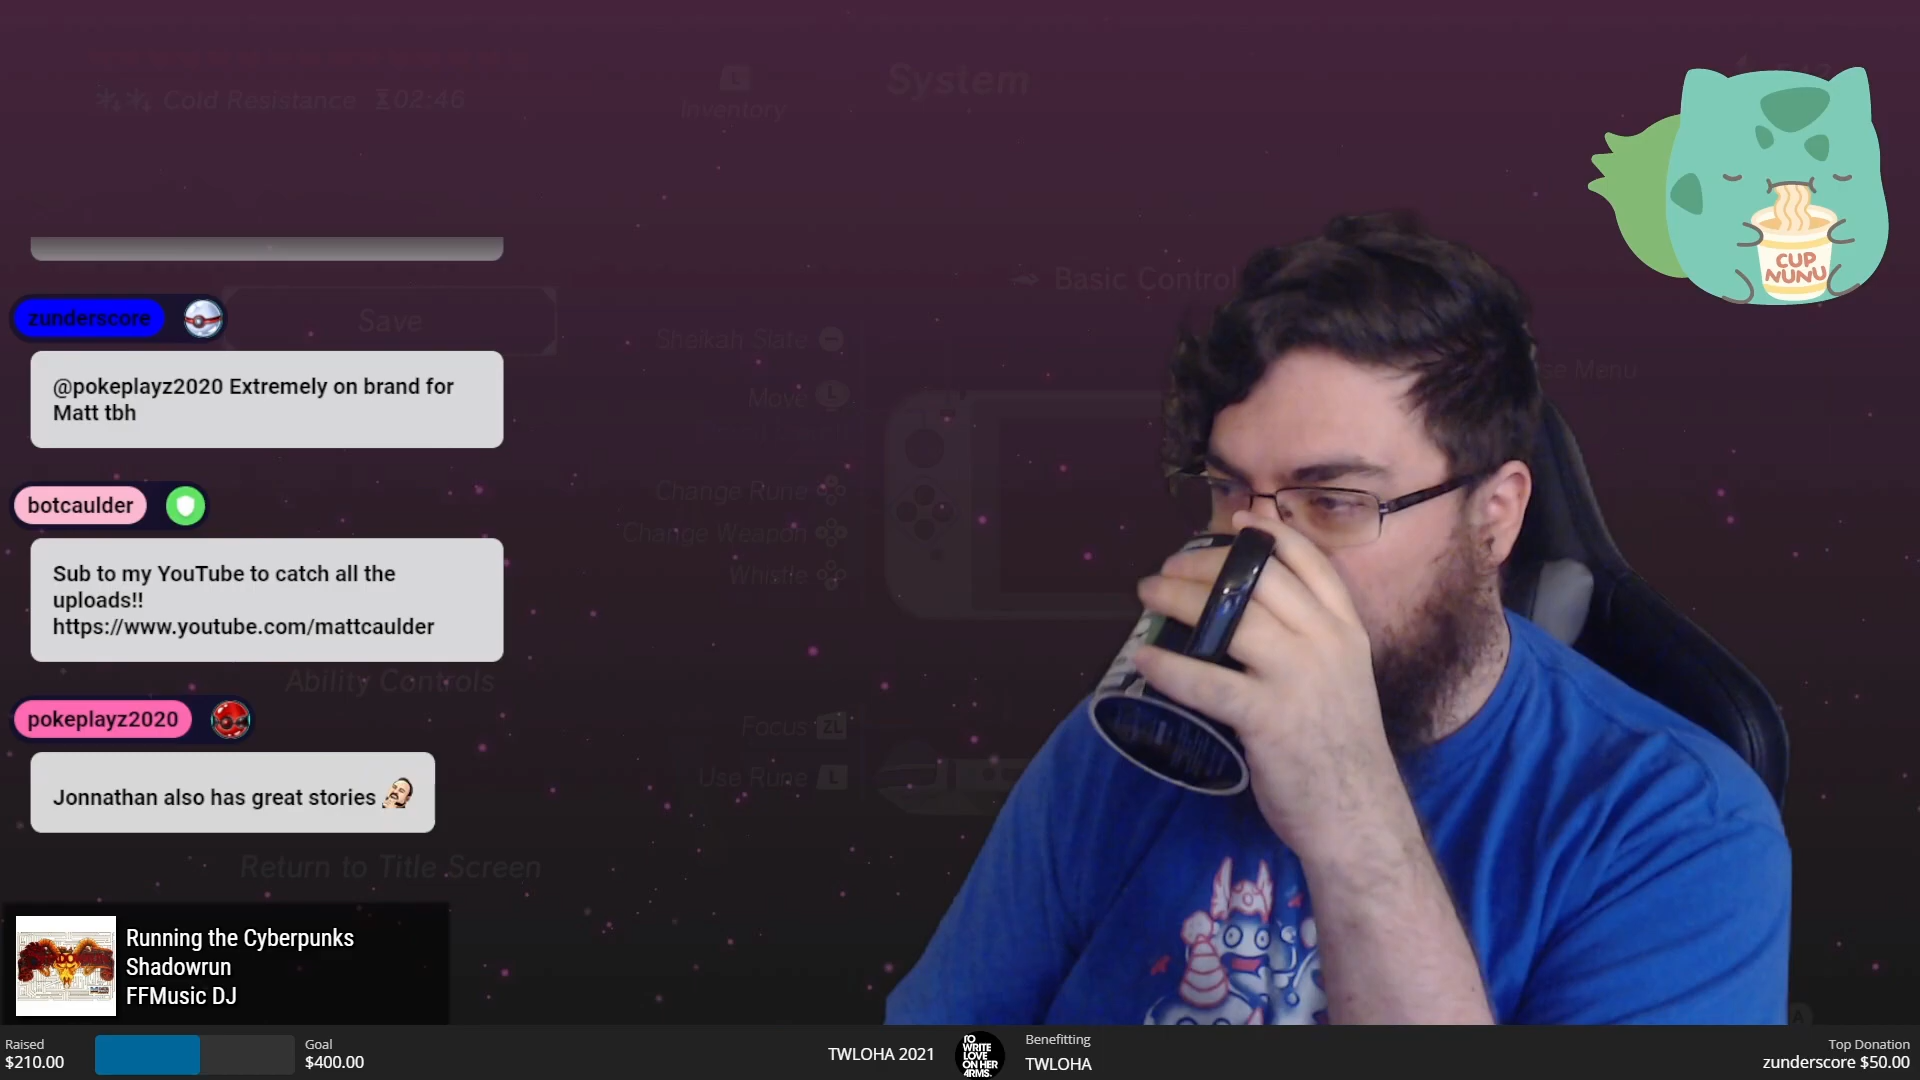 Cold Resistance 02:46
L
Inventory
System
zunderscore
Save
@pokeplayz2020 Extremely on brand for
Matt tbh
botcaulder
Sub to my YouTube to catch all the
uploads!!
https://www.youtube.com/mattcaulder
pokeplayz2020
Jonnathan also has great stories
Basic Control
Sheikah Slate
Move L
Change Rune
Change Weapon
Whistle
Ability Controls
Focus ZL
Use Rune L
Return to Title Screen
CUP
NUNU
Running the Cyberpunks
Shadowrun
FFMusic DJ
Raised
$210.00
Goal
$400.00
TWLOHA 2021
TO
WRITE
LOVE
ON HER
ARMS.
Benefitting
TWLOHA
Top Donation
zunderscore $50.00